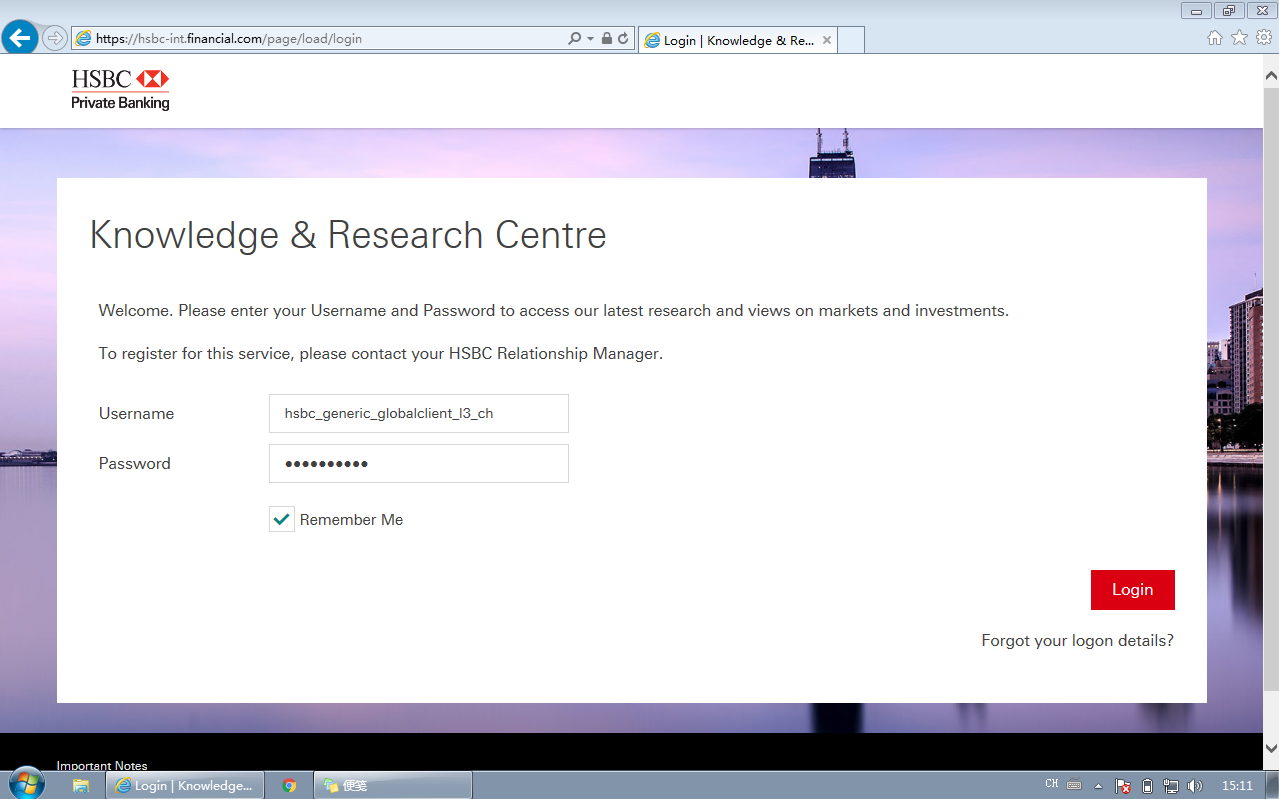 https://hsbc-int.financial.com/page/load/login
Login | Knowledge & Re...
HSBC
Private Banking
Knowledge & Research Centre
Welcome. Please enter your Username and Password to access our latest research and views on markets and investments.
To register for this service, please contact your HSBC Relationship Manager.
Username
hsbc_generic_globalclient_l3_ch
Password
••••••••••
Remember Me
Login
Forgot your logon details?
Important Notes
Login | Knowledge...
便笺
CH
15:11